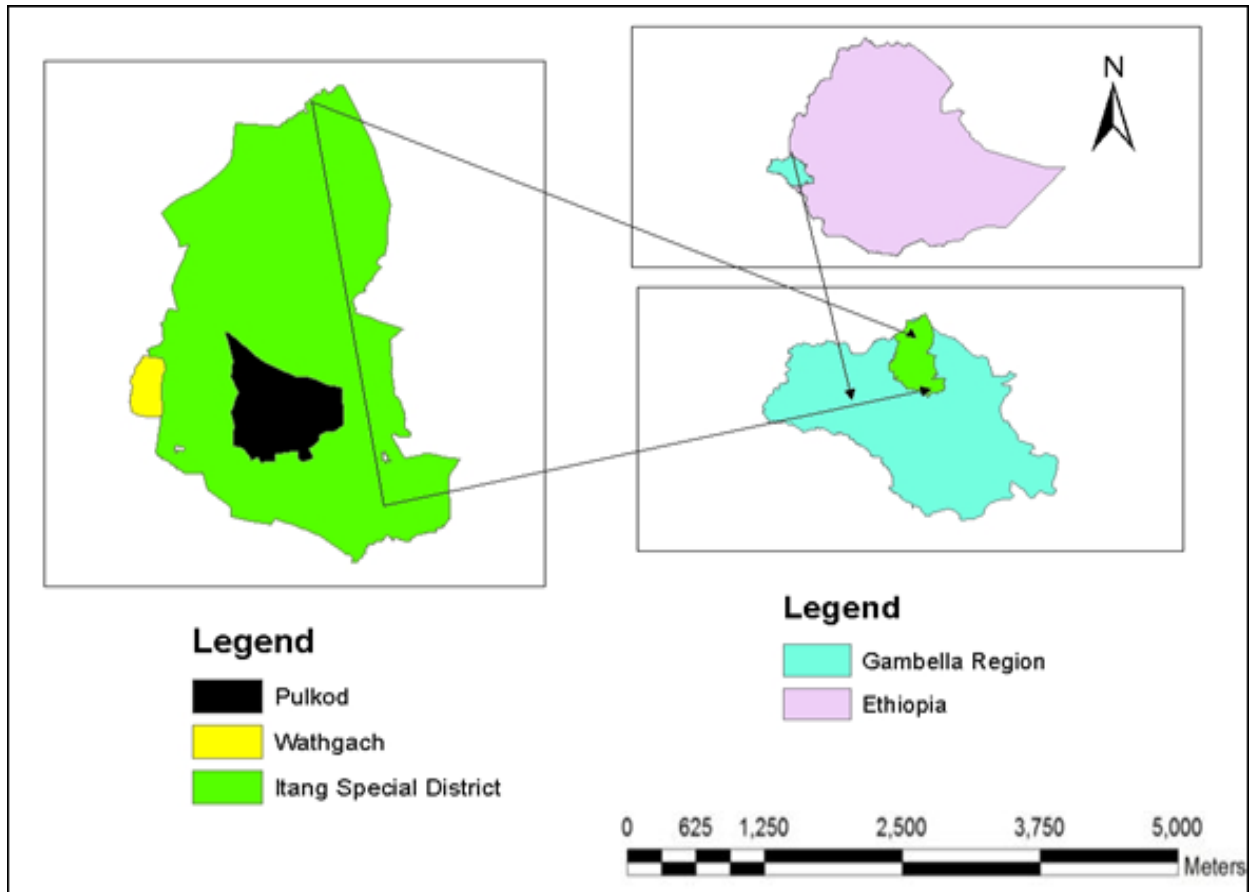 N
Legend
Pulkod
Wathgach
Itang Special District
Legend
Gambella Region
Ethiopia
0 625 1,250 2,500 3,750 5,000
Meters